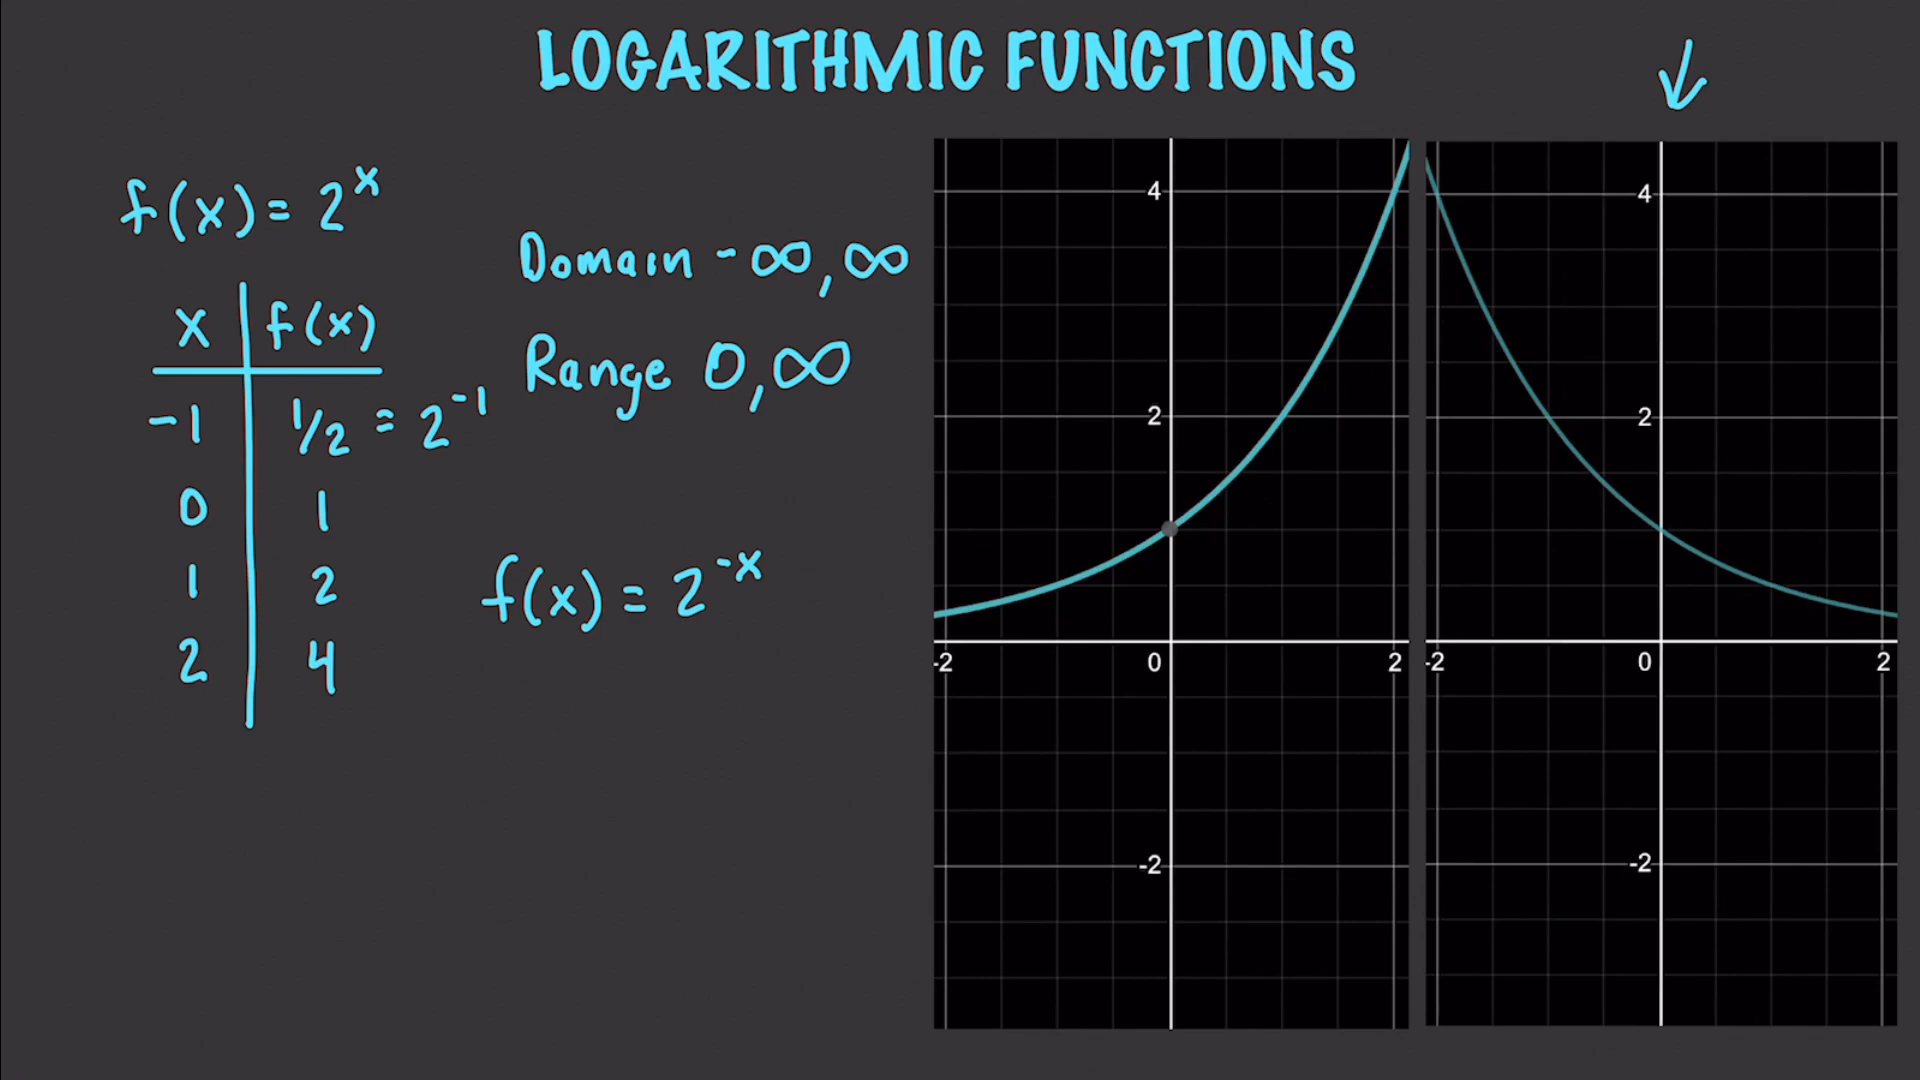 LOGARITHMIC FUNCTIONS
f(x) = 2^x
Domain -∞, ∞
Range 0, ∞
x f(x)
-1 1/2 = 2^-1
0 1
1 2
2 4
f(x) = 2^-x
4
2
-2 0 2
-2
4
2
-2 0 2
-2